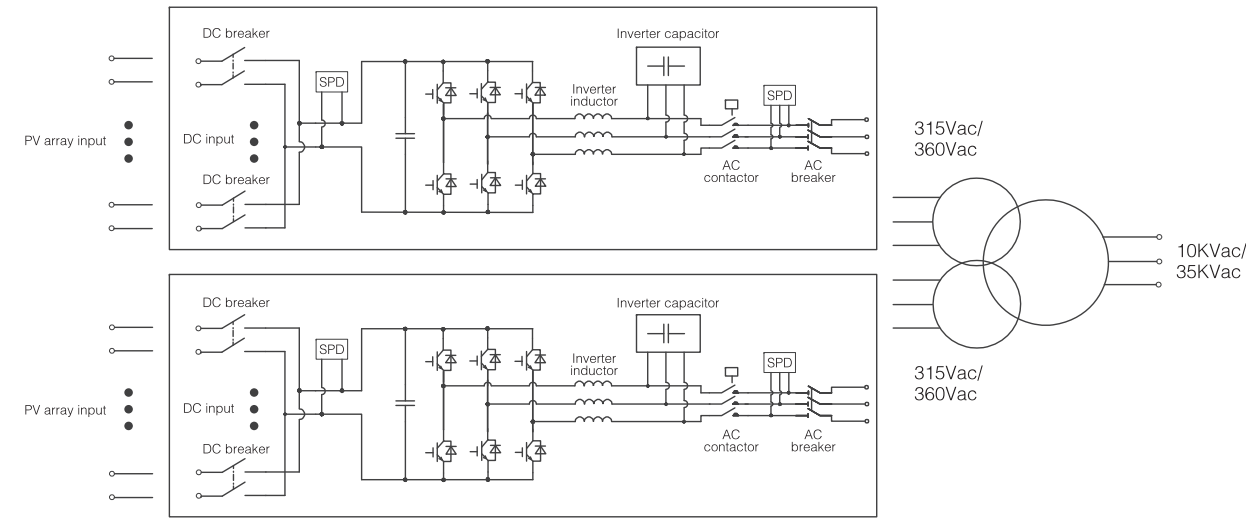 DC breaker
SPD
PV array input
DC input
DC breaker
Inverter
inductor
Inverter capacitor
SPD
AC
contactor
AC
breaker
315Vac/
360Vac
DC breaker
SPD
PV array input
DC input
DC breaker
Inverter
inductor
Inverter capacitor
SPD
AC
contactor
AC
breaker
315Vac/
360Vac
10KVac/
35KVac